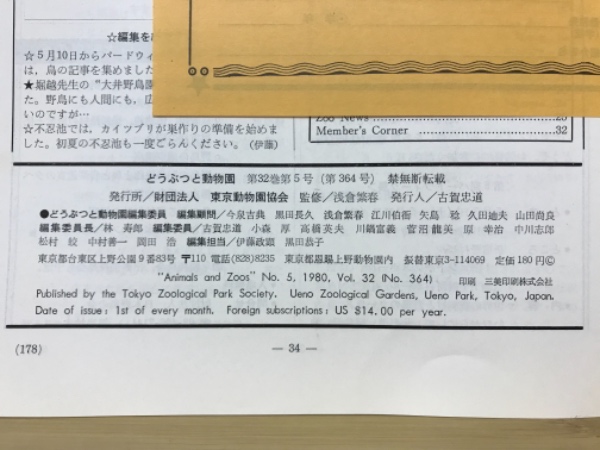 ☆編集を
☆5月10日からバードウィ
は,鳥の記事を集めました
★堀越先生の"大井野鳥
た。野鳥にも人間にも,広
いのですが…
☆不忍池では,カイツブリが巣作りの準備を始めま
した。初夏の不忍池も一度ごらんください。(伊藤)
Zoo News 25
Member's Corner 32
どうぶつと動物園 第32巻第5号(第364号) 禁無断転載
発行所/財団法人 東京動物園協会 監修/浅倉繁春 発行人/古賀忠道
●どうぶつと動物園編集委員 編集顧問/今泉吉典 黒田長久 浅倉繁春 江川伯衛 矢島 稔 久田迪夫 山田尚良
編集委員長/林 寿郎 編集委員/古賀忠道 小森 厚 高橋英夫 川鍋富義 菅沼龍英 原 幸治 中川志郎
松村 皎 中村善一 岡田 浩 編集担当/伊藤政顕 黒田恭子
東京都台東区上野公園9番83号 〒110 電話(828)8235 東京都恩賜上野動物園内 振替東京3-114069 定価180円©
"Animals and Zoos" No. 5, 1980, Vol. 32 (No. 364) 印刷 三美印刷株式会社
Published by the Tokyo Zoological Park Society. Ueno Zoological Gardens, Ueno Park, Tokyo, Japan.
Date of issue: 1st of every month. Foreign subscriptions: US $14.00 per year.
(178)
— 34 —